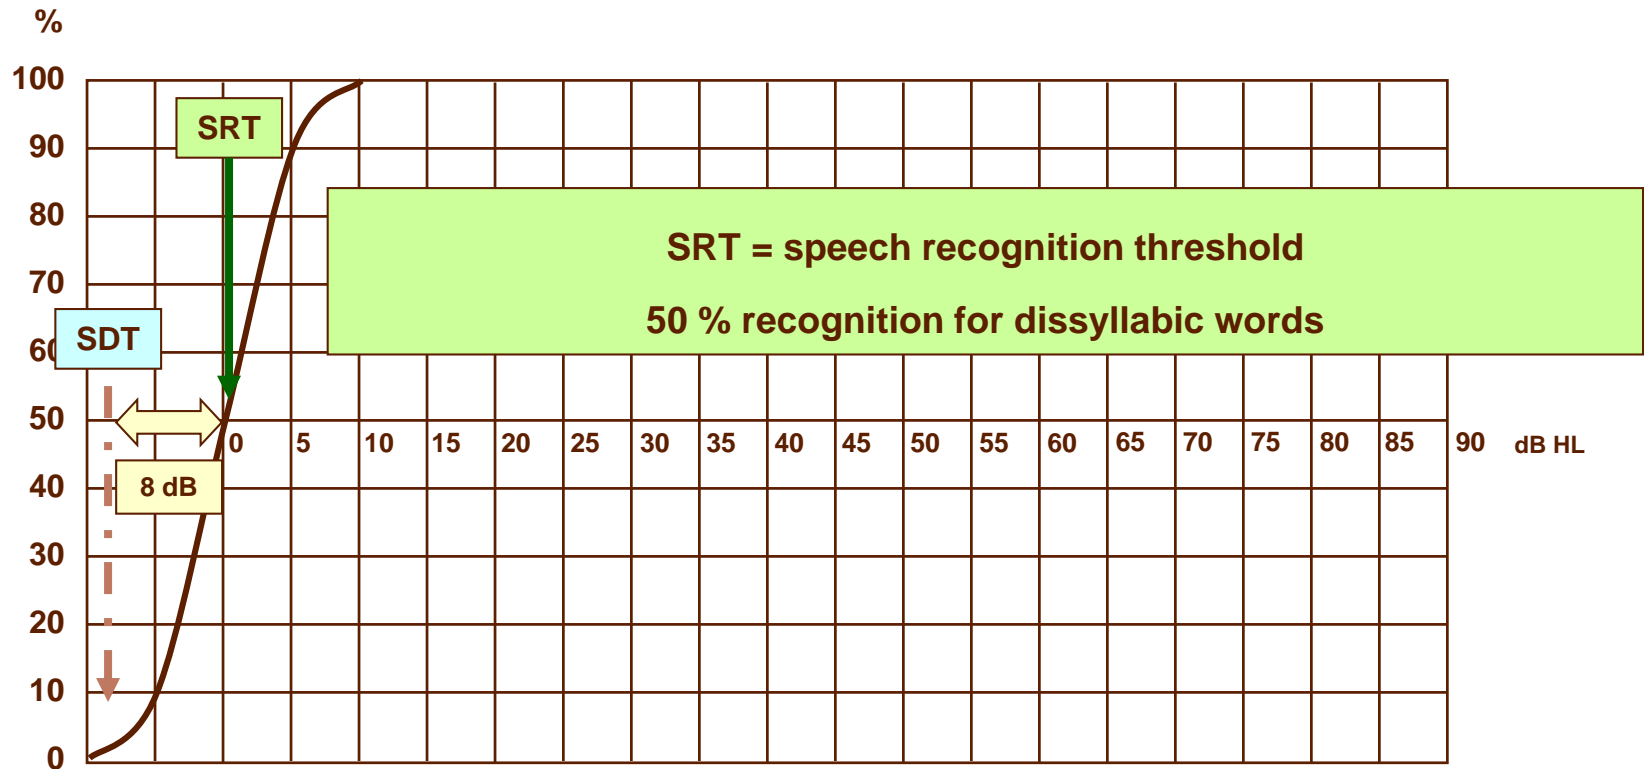 %
100
SRT
90
80
SRT = speech recognition threshold
70
50 % recognition for dissyllabic words
SDT
60
50
0 5 10 15 20 25 30 35 40 45 50 55 60 65 70 75 80 85 90 dB HL
40
8 dB
30
20
10
0